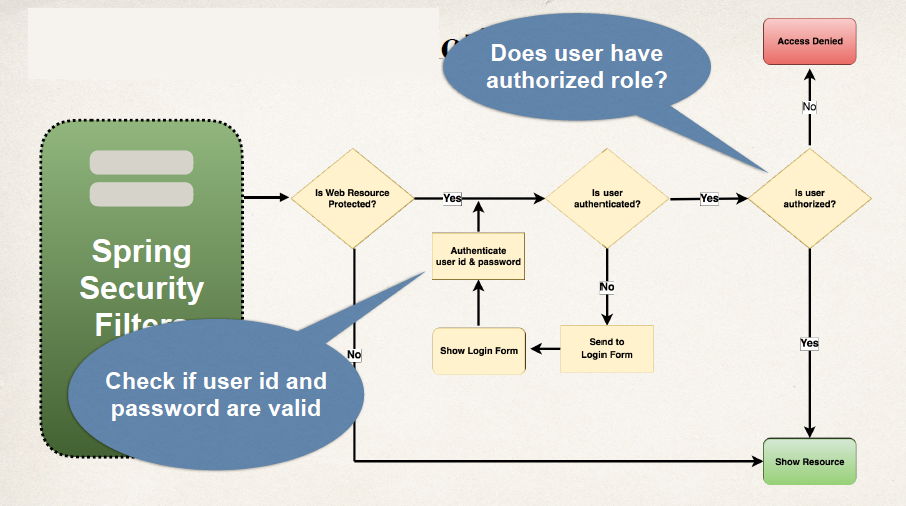 Does user have
authorized role?
Access Denied
No
Spring
Security
Filters
Is Web Resource
Protected?
Yes
Is user
authenticated?
Yes
Is user
authorized?
Authenticate
user id & password
No
Show Login Form
Send to
Login Form
Yes
No
Check if user id and
password are valid
Show Resource